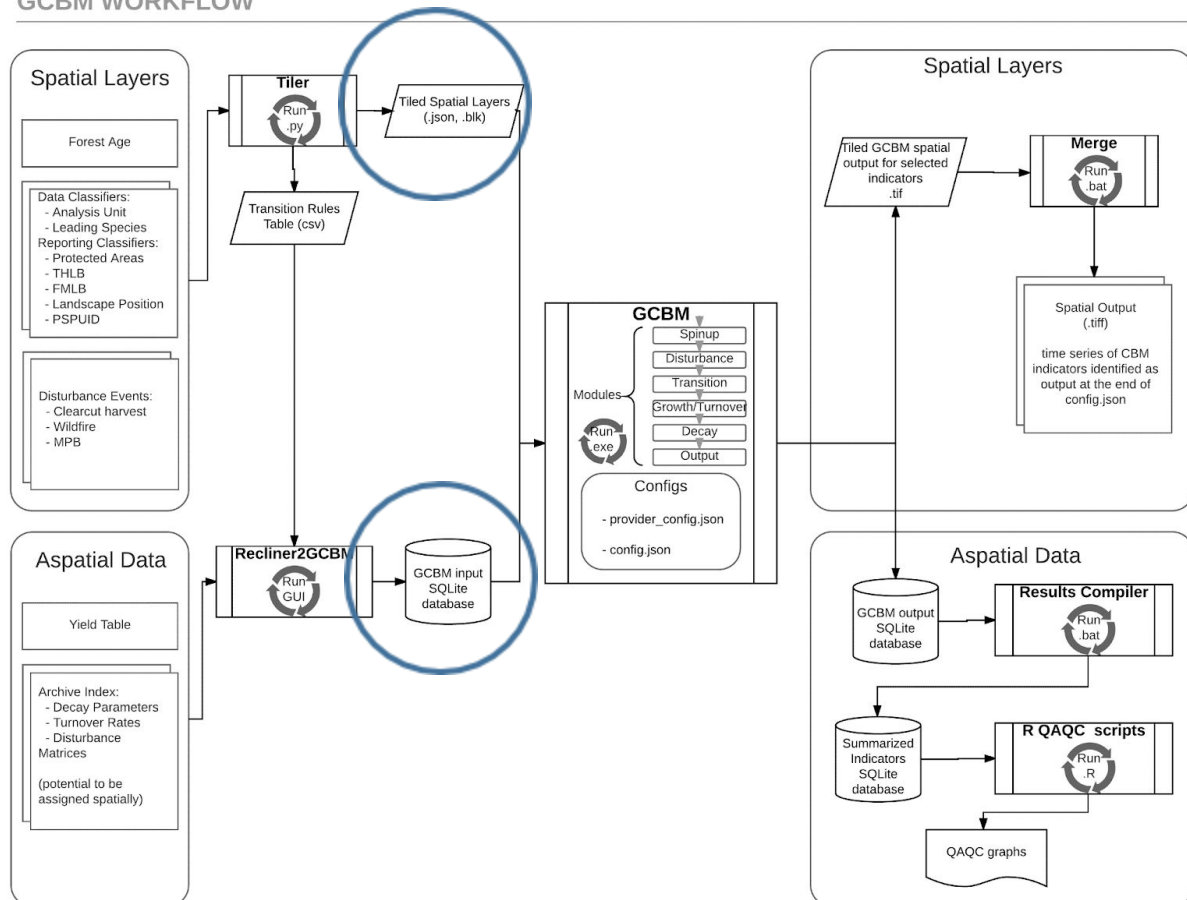 GCBM WORKFLOW
Spatial Layers
Forest Age
Data Classifiers:
- Analysis Unit
- Leading Species
Reporting Classifiers:
- Protected Areas
- THLB
- FMLB
- Landscape Position
- PSPUID
Disturbance Events:
- Clearcut harvest
- Wildfire
- MPB
Tiler
Run
.py
Tiled Spatial Layers
(.json, .blk)
Transition Rules
Table (csv)
Aspatial Data
Yield Table
Archive Index:
- Decay Parameters
- Turnover Rates
- Disturbance
Matrices
(potential to be
assigned spatially)
Recliner2GCBM
Run
GUI
GCBM input
SQLite
database
GCBM
Modules
Spinup
Disturbance
Transition
Growth/Turnover
Decay
Output
Run
.exe
Configs
- provider_config.json
- config.json
Spatial Layers
Tiled GCBM spatial
output for selected
indicators
.tif
Merge
Run
.bat
Spatial Output
(.tiff)
time series of CBM
indicators identified as
output at the end of
config.json
Aspatial Data
GCBM output
SQLite
database
Results Compiler
Run
.bat
Summarized
Indicators
SQLite
database
R QAQC scripts
Run
.R
QAQC graphs